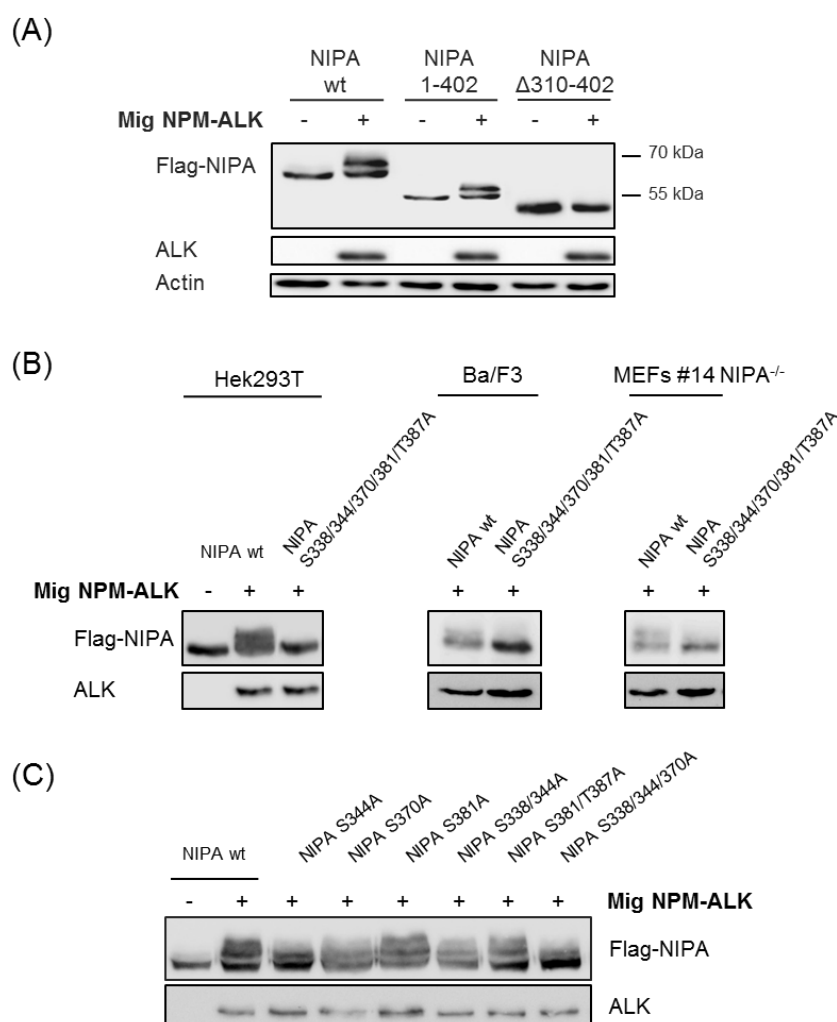 (A)
NIPA wt
NIPA 1-402
NIPA Δ310-402
Mig NPM-ALK - + - + - +
Flag-NIPA
70 kDa
55 kDa
ALK
Actin
(B)
Hek293T
Ba/F3
MEFs #14 NIPA-/-
NIPA wt
NIPA S338/344/370/381/T387A
NIPA wt
NIPA S338/344/370/381/T387A
NIPA wt
NIPA S338/344/370/381/T387A
Mig NPM-ALK - + + + + + +
Flag-NIPA
ALK
(C)
NIPA wt
NIPA S344A
NIPA S370A
NIPA S381A
NIPA S338/344A
NIPA S381/T387A
NIPA S338/344/370A
- + + + + + + + Mig NPM-ALK
Flag-NIPA
ALK